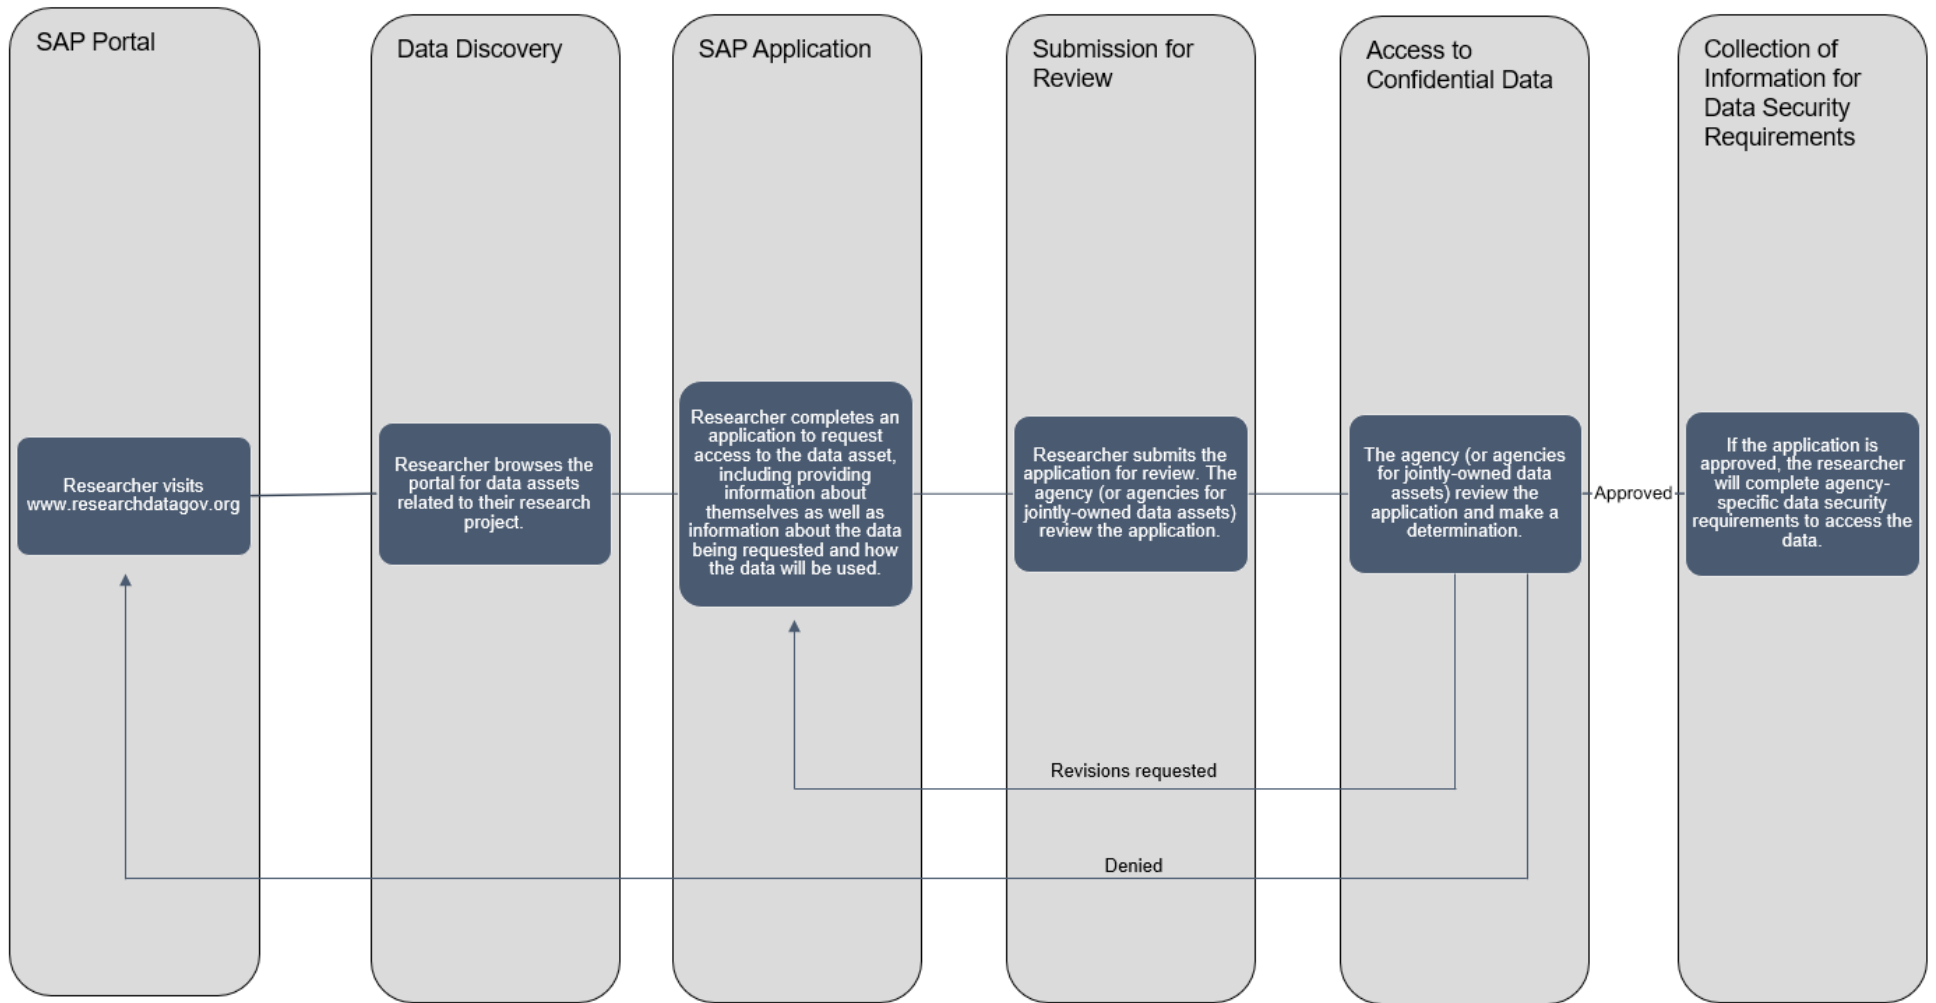 SAP Portal
Data Discovery
SAP Application
Submission for
Review
Access to
Confidential Data
Collection of
Information for
Data Security
Requirements
Researcher visits
www.researchdatagov.org
Researcher browses the
portal for data assets
related to their research
project.
Researcher completes an
application to request
access to the data asset,
including providing
information about
themselves as well as
information about the data
being requested and how
the data will be used.
Researcher submits the
application for review. The
agency (or agencies for
jointly-owned data assets)
review the application.
The agency (or agencies
for jointly-owned data
assets) review the
application and make a
determination.
Approved
If the application is
approved, the researcher
will complete agency-
specific data security
requirements to access the
data.
Revisions requested
Denied